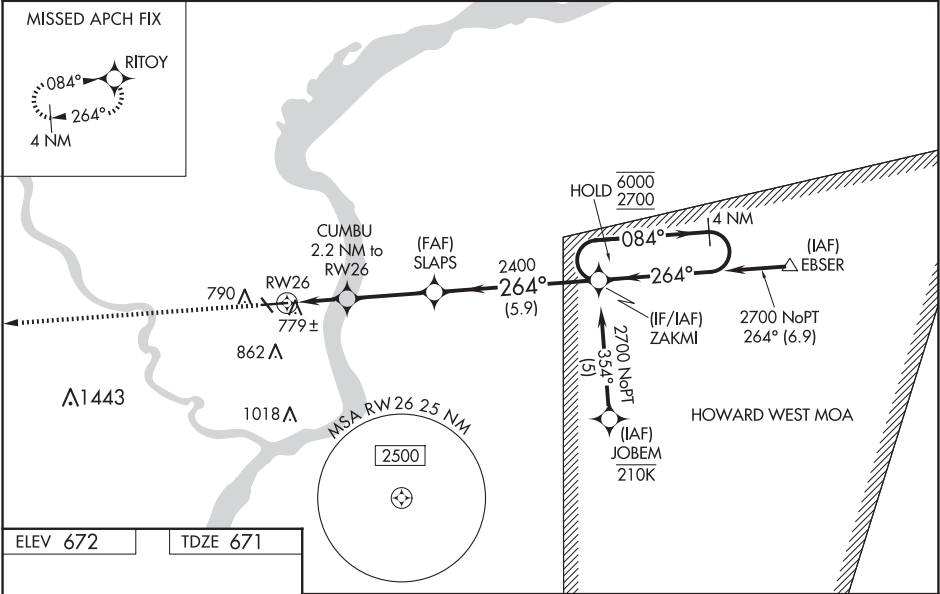 MISSED APCH FIX
RITOY
084°
264°
4 NM
HOLD
6000
2700
4 NM
084°
264°
(IAF)
EBSER
2700 NoPT
264° (6.9)
(IF/IAF)
ZAKMI
2400
264°
(5.9)
(FAF)
SLAPS
CUMBU
2.2 NM to
RW26
RW26
790
779±
862
1443
1018
2700 NoPT
354°
(5)
(IAF)
JOBEM
210K
HOWARD WEST MOA
MSA RW26 25 NM
2500
ELEV 672
TDZE 671